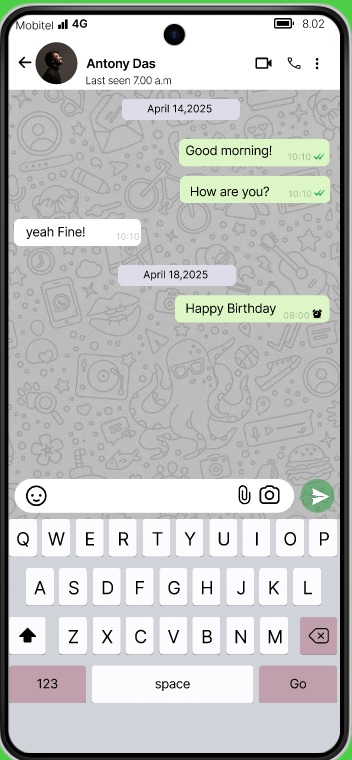 Mobitel 4G 8.02
Antony Das
Last seen 7.00 a.m
April 14,2025
Good morning! 10:10
How are you? 10:10
yeah Fine! 10:10
April 18,2025
Happy Birthday 08:00
Q W E R T Y U I O P
A S D F G H J K L
Z X C V B N M
123 space Go